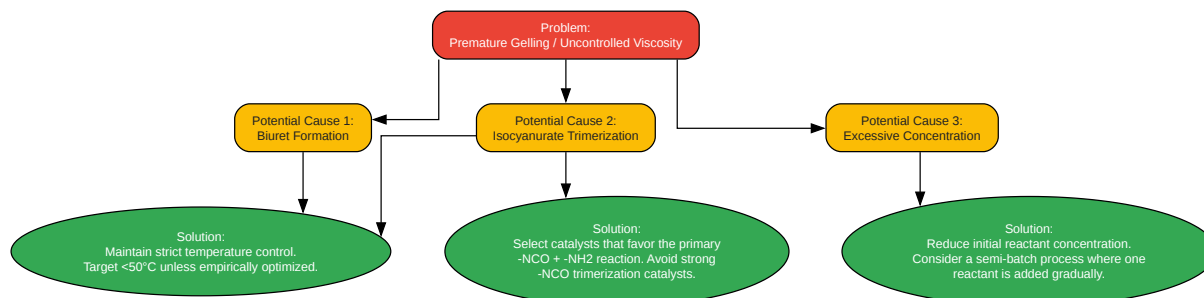 Problem:
Premature Gelling / Uncontrolled Viscosity
Potential Cause 1:
Biuret Formation
Potential Cause 2:
Isocyanurate Trimerization
Potential Cause 3:
Excessive Concentration
Solution:
Maintain strict temperature control.
Target <50°C unless empirically optimized.
Solution:
Select catalysts that favor the primary
-NCO + -NH2 reaction. Avoid strong
-NCO trimerization catalysts.
Solution:
Reduce initial reactant concentration.
Consider a semi-batch process where one
reactant is added gradually.